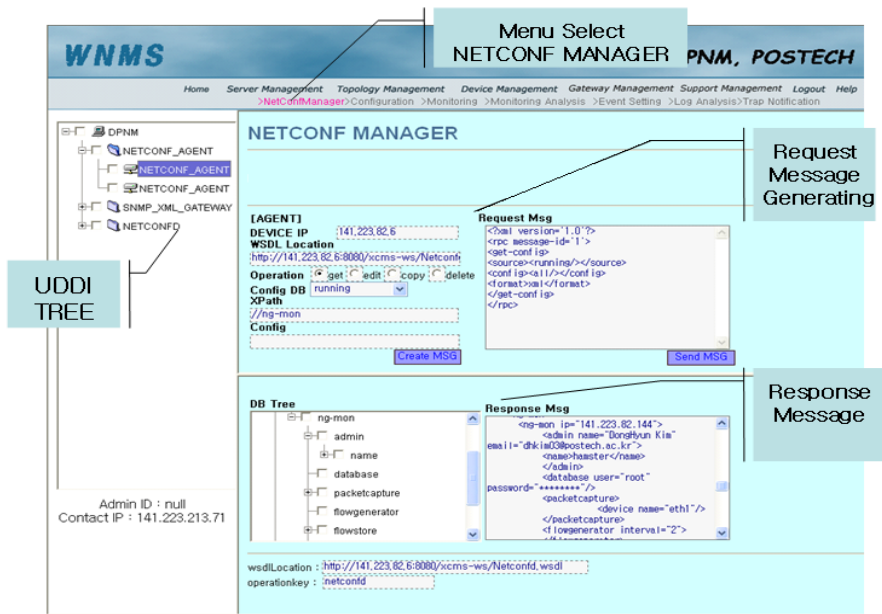 Menu Select
NETCONF MANAGER
WNMS
PNM, POSTECH
Home Server Management Topology Management Device Management Gateway Management Support Management Logout Help
>NetConfManager>Configuration >Monitoring >Monitoring Analysis >Event Setting >Log Analysis>Trap Notification
DPNM
NETCONF_AGENT
NETCONF_AGENT
NETCONF_AGENT
SNMP_XML_GATEWAY
NETCONFD
UDDI
TREE
Admin ID : null
Contact IP : 141.223.213.71
NETCONF MANAGER
Request
Message
Generating
[AGENT]
DEVICE IP 141,223,82,6
WSDL Location
http://141,223,82,6:8080/xcms-ws/Netconf
Operation get edit copy delete
Config DB running
XPath
//ng-mon
Config
Create MSG
Request Msg
<?xml version='1.0'?>
<rpc message-id='1'>
<get-config>
<source><running/></source>
<config><all/></config>
<format>xml</format>
</get-config>
</rpc>
Send MSG
Response
Message
DB Tree
ng-mon
admin
name
database
packetcapture
flowgenerator
flowstore
Response Msg
<ng-mon ip="141.223.82.144">
<admin name="DongHyun Kim"
email="dhkim03@postech.ac.kr">
<name>hamster</name>
</admin>
<database user="root"
password="********"/>
<packetcapture>
<device name="eth1"/>
</packetcapture>
<flowgenerator interval="2">
wsdlLocation : http://141,223,82,6:8080/xcms-ws/Netconfd,wsdl
operationkey : netconfd